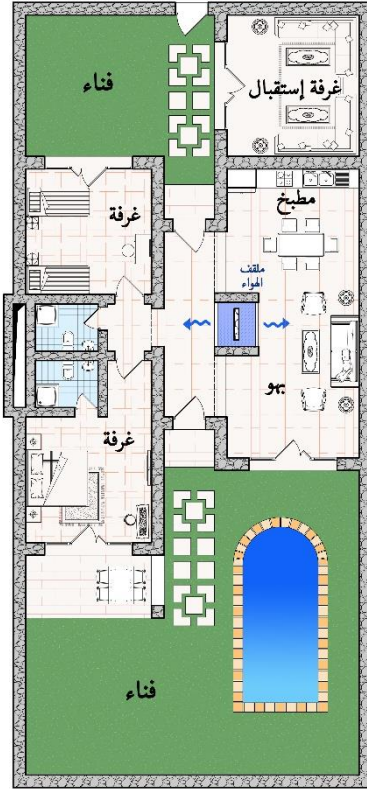 فناء
غرفة إستقبال
غرفة
مطبخ
ملقف
الهواء
بهو
غرفة
فناء